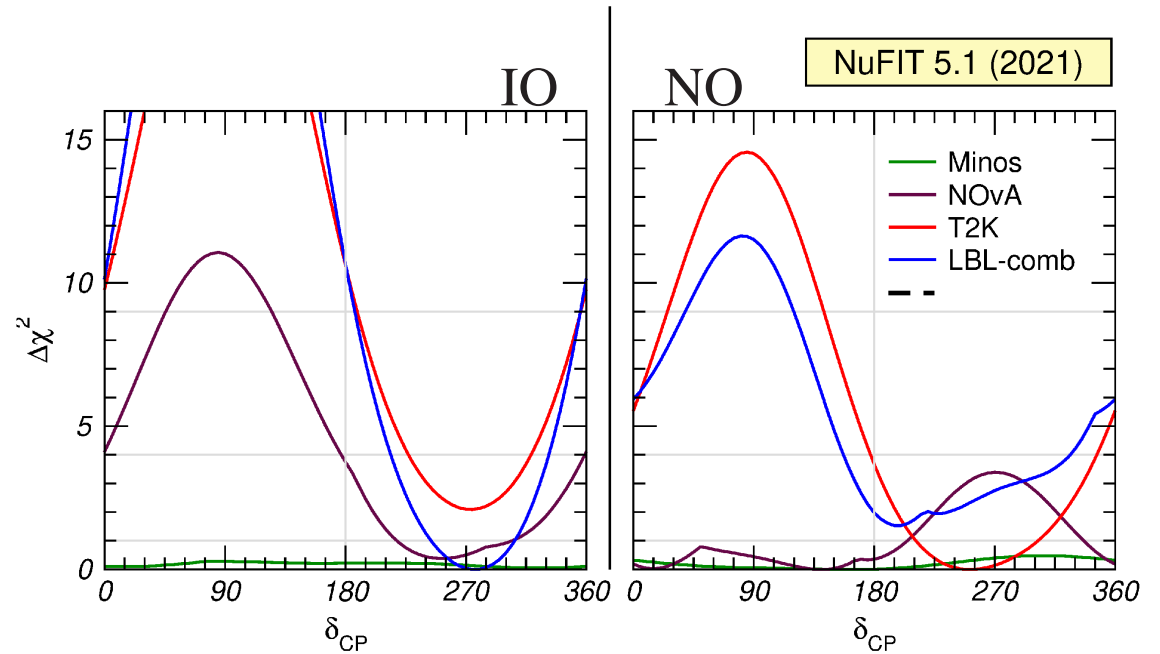 NuFIT 5.1 (2021)
IO
NO
15
10
5
0
Δχ²
0 90 180 270 360
δCP
Minos
NOvA
T2K
LBL-comb
0 90 180 270 360
δCP